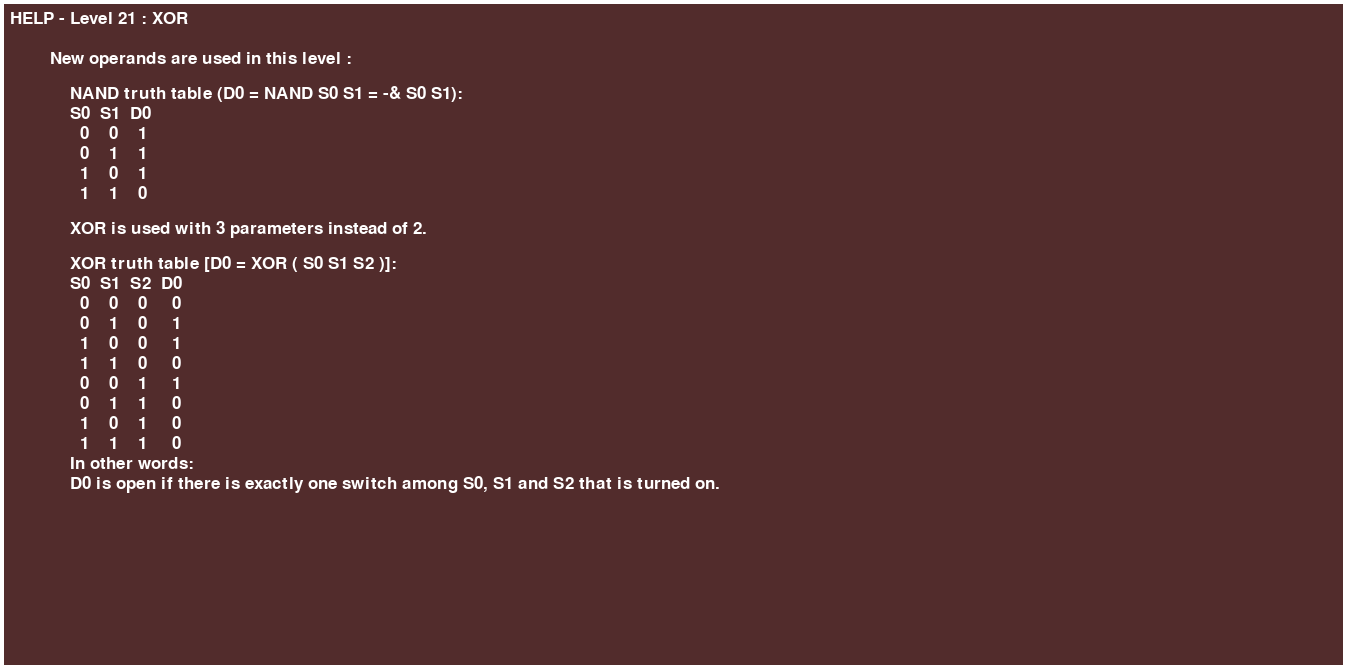 HELP - Level 21 : XOR
New operands are used in this level :
NAND truth table (D0 = NAND S0 S1 = -& S0 S1):
S0 S1 D0
0 0 1
0 1 1
1 0 1
1 1 0
XOR is used with 3 parameters instead of 2.
XOR truth table [D0 = XOR ( S0 S1 S2 )]:
S0 S1 S2 D0
0 0 0 0
0 1 0 1
1 0 0 1
1 1 0 0
0 0 1 1
0 1 1 0
1 0 1 0
1 1 1 0
In other words:
D0 is open if there is exactly one switch among S0, S1 and S2 that is turned on.